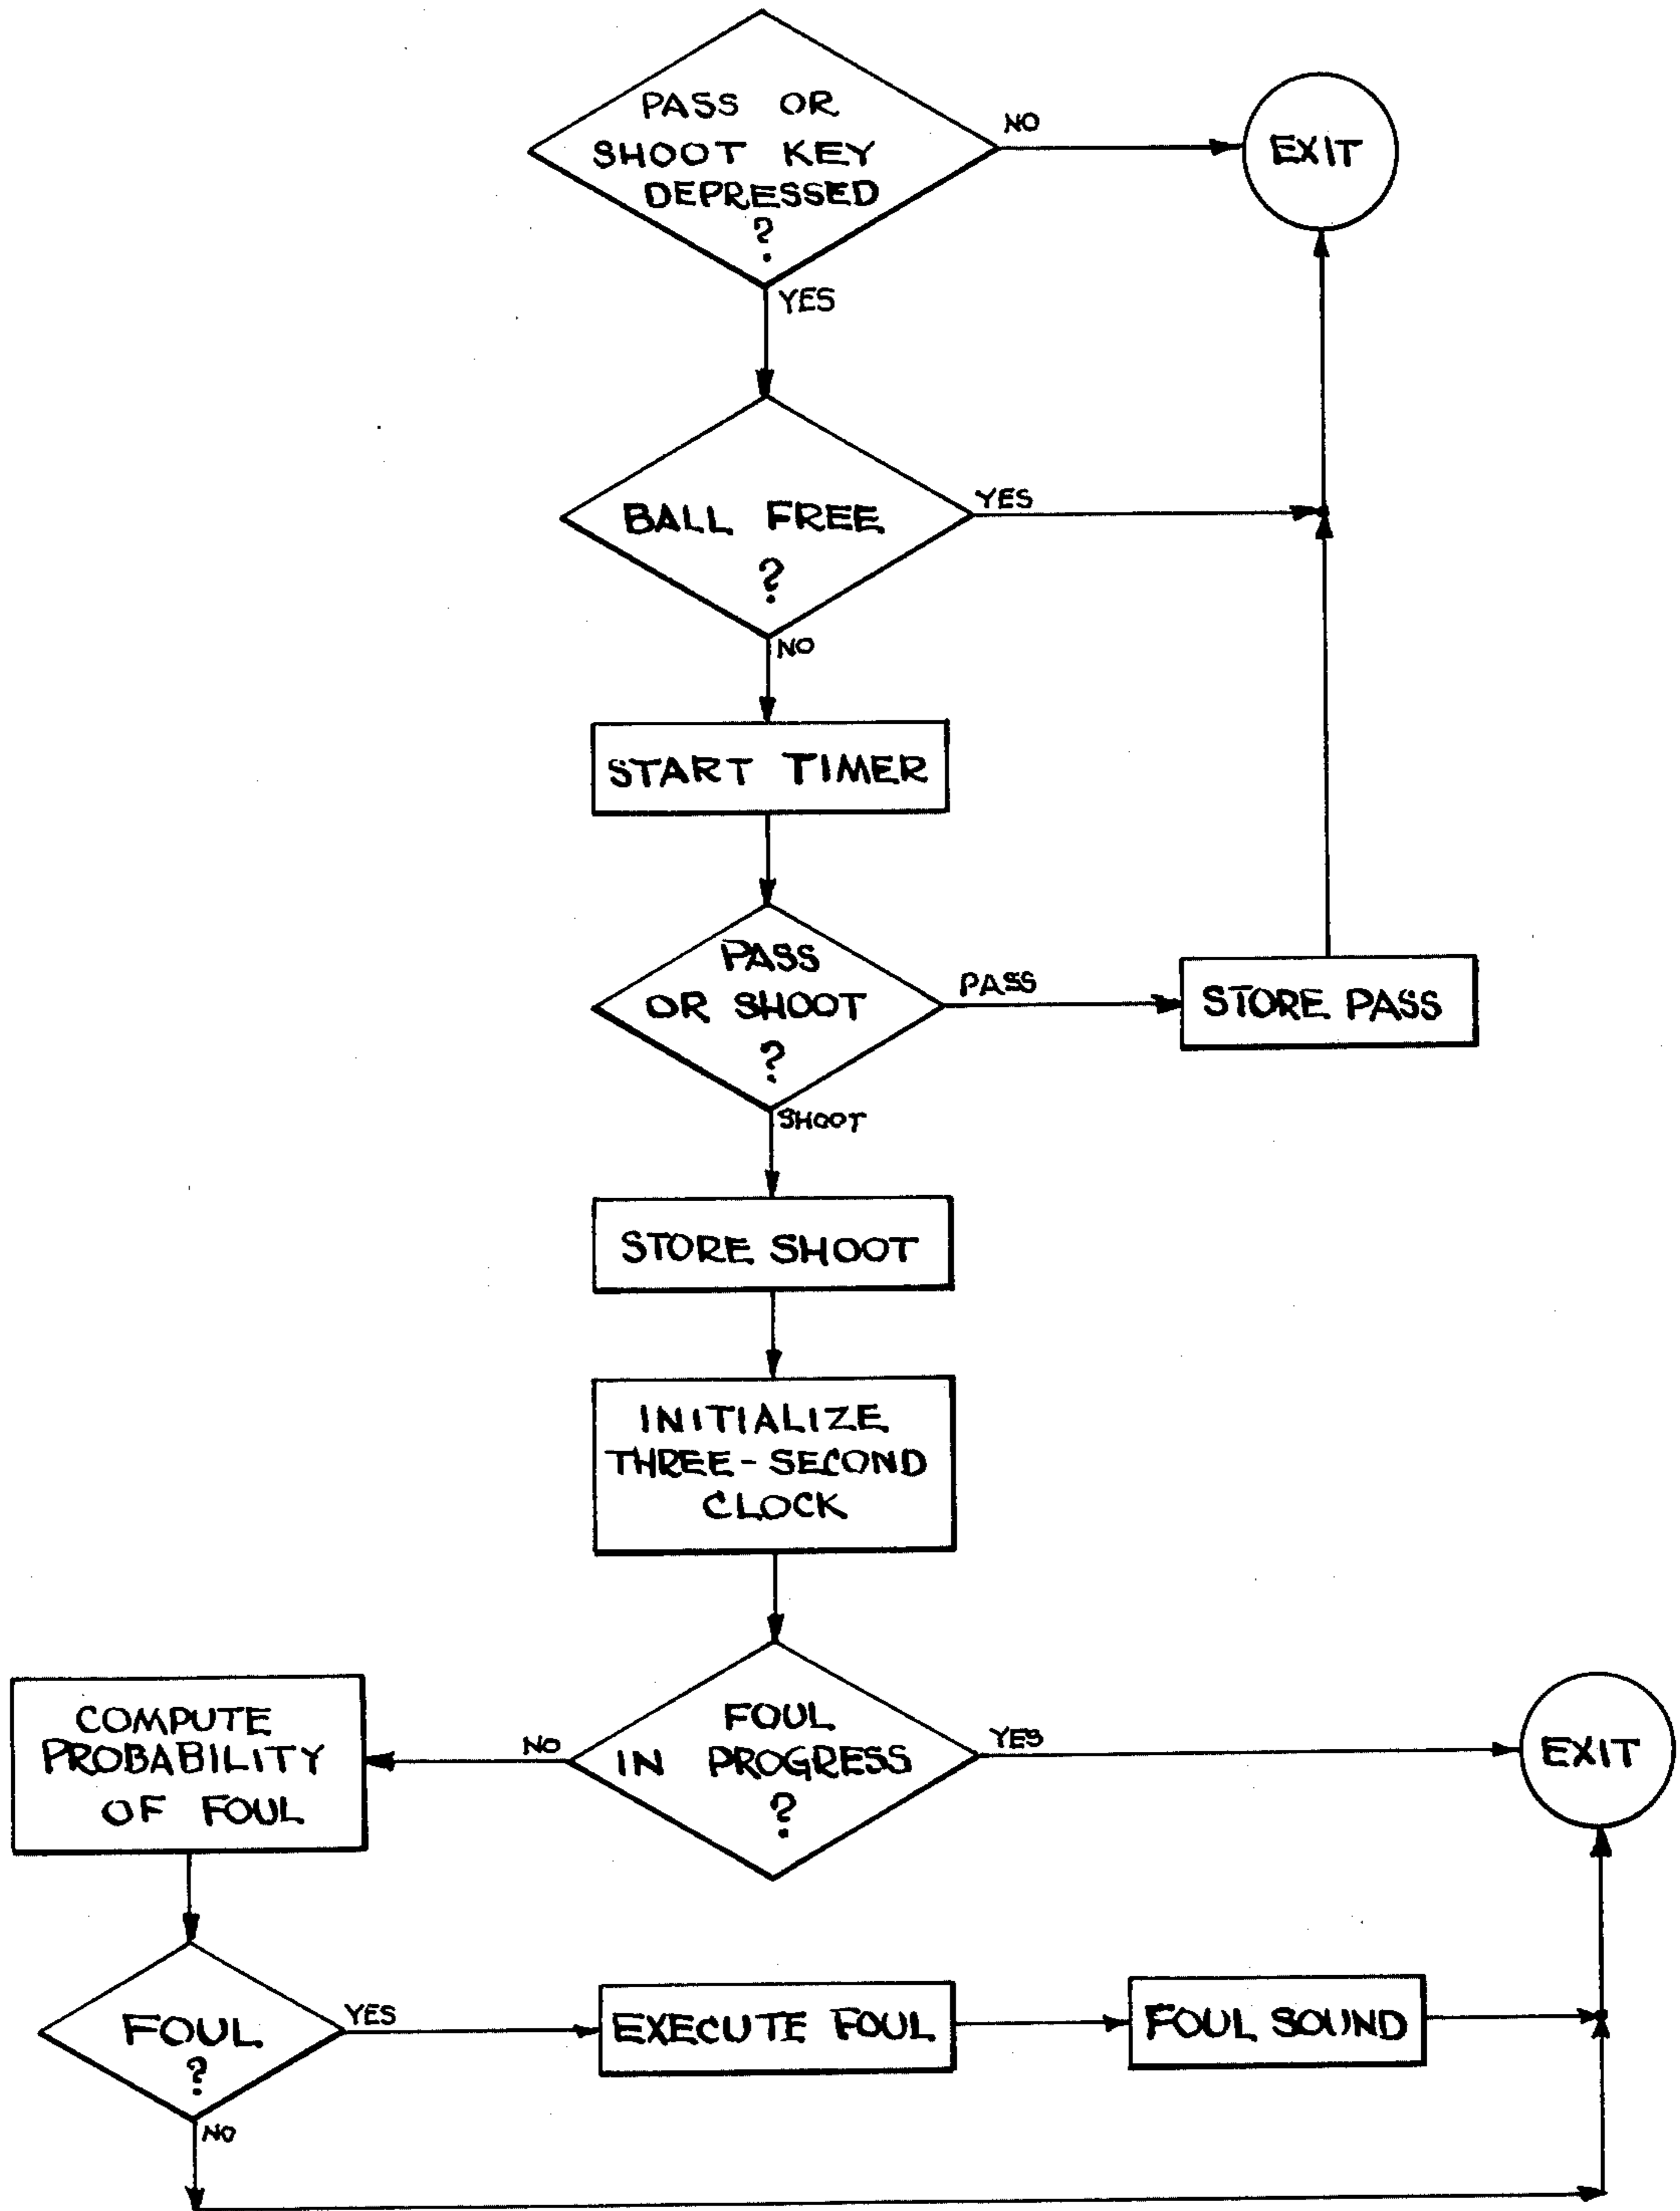 PASS OR
SHOOT KEY
DEPRESSED
?
NO
EXIT
YES
BALL FREE
?
YES
NO
START TIMER
PASS
OR SHOOT
?
PASS
STORE PASS
SHOOT
STORE SHOOT
INITIALIZE
THREE-SECOND
CLOCK
FOUL
IN PROGRESS
?
YES
EXIT
NO
COMPUTE
PROBABILITY
OF FOUL
FOUL
?
YES
EXECUTE FOUL
FOUL SOUND
NO